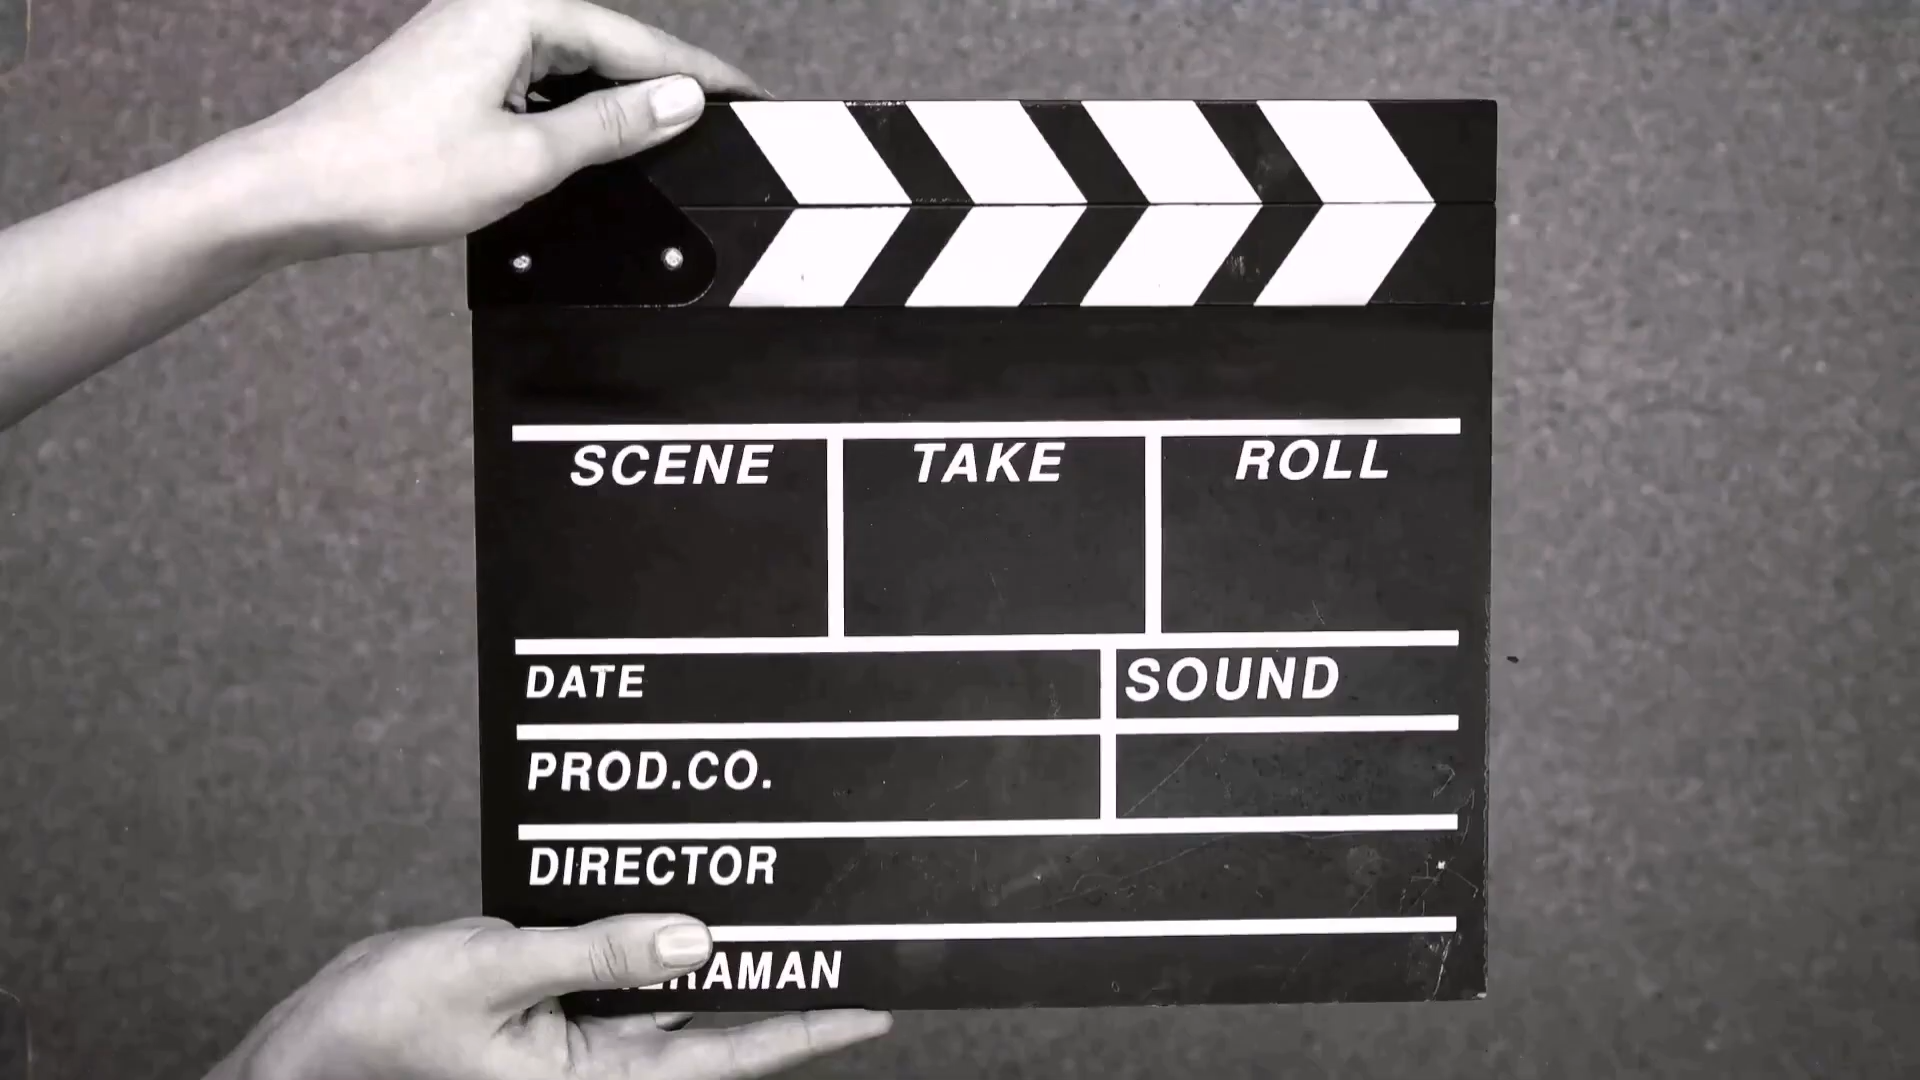 SCENE TAKE ROLL
DATE SOUND
PROD.CO.
DIRECTOR